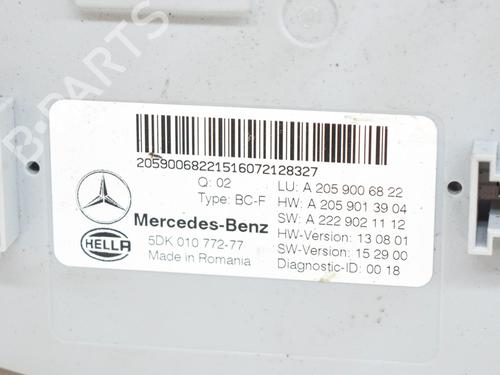 B-PARTS
20590068221516072128327
Q: 02
Type: BC-F
Mercedes-Benz
HELLA
5DK 010 772-77
Made in Romania
LU: A 205 900 68 22
HW: A 205 901 39 04
SW: A 222 902 11 12
HW-Version: 13 08 01
SW-Version: 15 29 00
Diagnostic-ID: 00 18